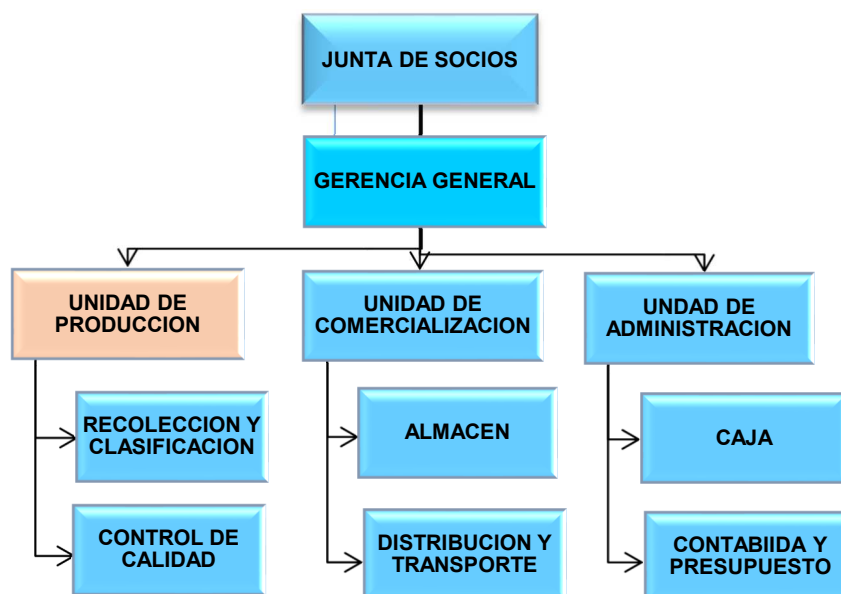 JUNTA DE SOCIOS
GERENCIA GENERAL
UNIDAD DE
PRODUCCION
UNIDAD DE
COMERCIALIZACION
UNDAD DE
ADMINISTRACION
RECOLECCION Y
CLASIFICACION
ALMACEN
CAJA
CONTROL DE
CALIDAD
DISTRIBUCION Y
TRANSPORTE
CONTABIIDA Y
PRESUPUESTO